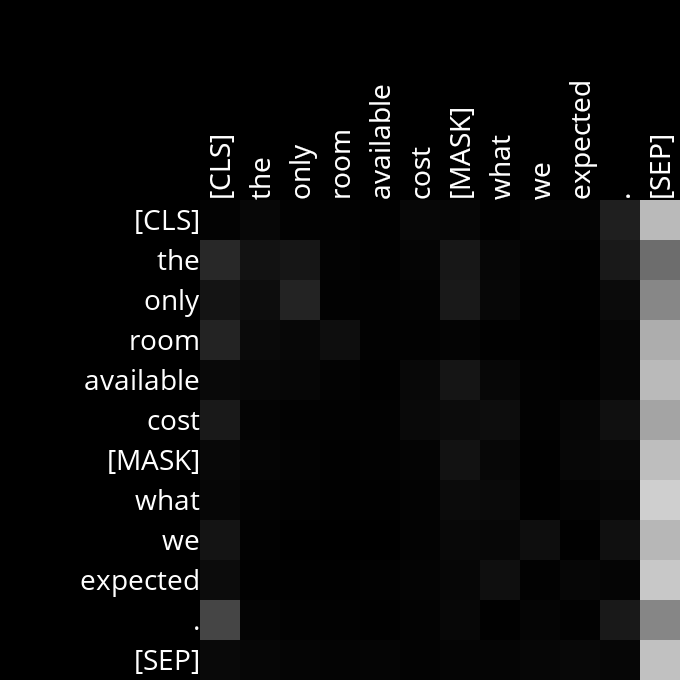 [CLS] the only room available cost [MASK] what we expected . [SEP]
[CLS]
the
only
room
available
cost
[MASK]
what
we
expected
.
[SEP]